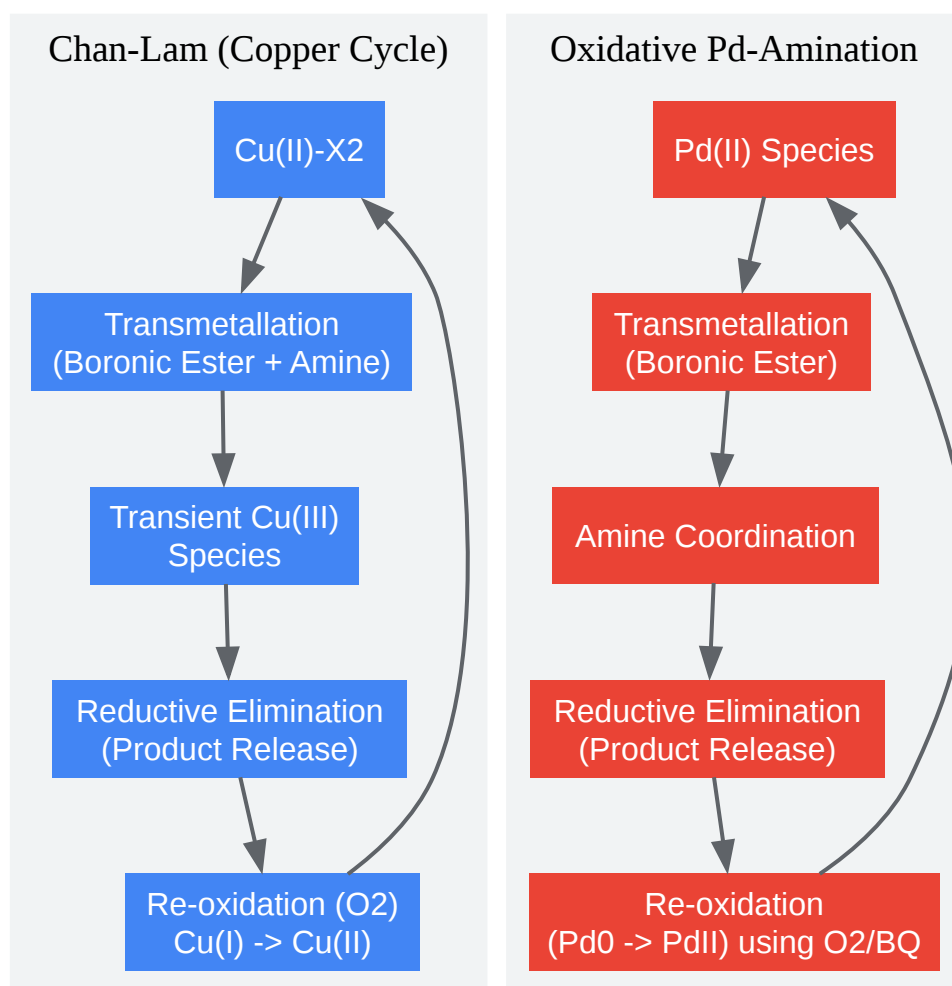 Chan-Lam (Copper Cycle)
Cu(II)-X2
Transmetallation
(Boronic Ester + Amine)
Transient Cu(III)
Species
Reductive Elimination
(Product Release)
Re-oxidation (O2)
Cu(I) -> Cu(II)
Oxidative Pd-Amination
Pd(II) Species
Transmetallation
(Boronic Ester)
Amine Coordination
Reductive Elimination
(Product Release)
Re-oxidation
(Pd0 -> PdII) using O2/BQ